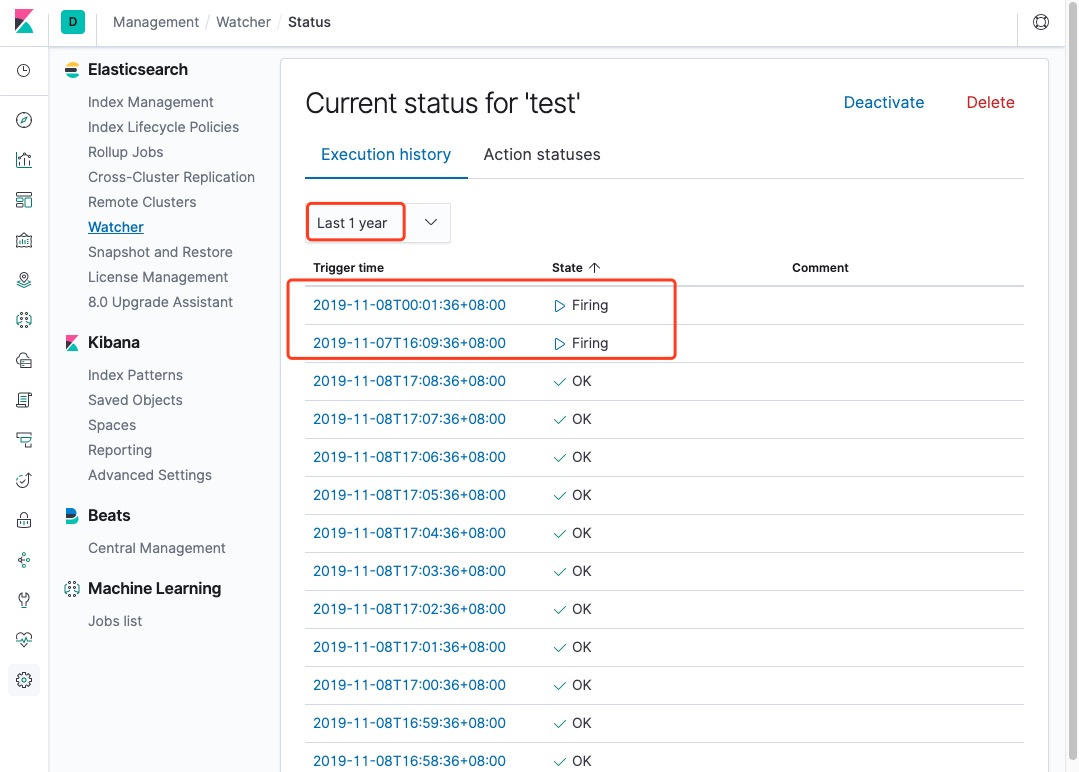 D Management / Watcher / Status
Elasticsearch
Index Management
Index Lifecycle Policies
Rollup Jobs
Cross-Cluster Replication
Remote Clusters
Watcher
Snapshot and Restore
License Management
8.0 Upgrade Assistant
Kibana
Index Patterns
Saved Objects
Spaces
Reporting
Advanced Settings
Beats
Central Management
Machine Learning
Jobs list
Current status for 'test'
Deactivate Delete
Execution history Action statuses
Last 1 year
Trigger time State Comment
2019-11-08T00:01:36+08:00 Firing
2019-11-07T16:09:36+08:00 Firing
2019-11-08T17:08:36+08:00 OK
2019-11-08T17:07:36+08:00 OK
2019-11-08T17:06:36+08:00 OK
2019-11-08T17:05:36+08:00 OK
2019-11-08T17:04:36+08:00 OK
2019-11-08T17:03:36+08:00 OK
2019-11-08T17:02:36+08:00 OK
2019-11-08T17:01:36+08:00 OK
2019-11-08T17:00:36+08:00 OK
2019-11-08T16:59:36+08:00 OK
2019-11-08T16:58:36+08:00 OK